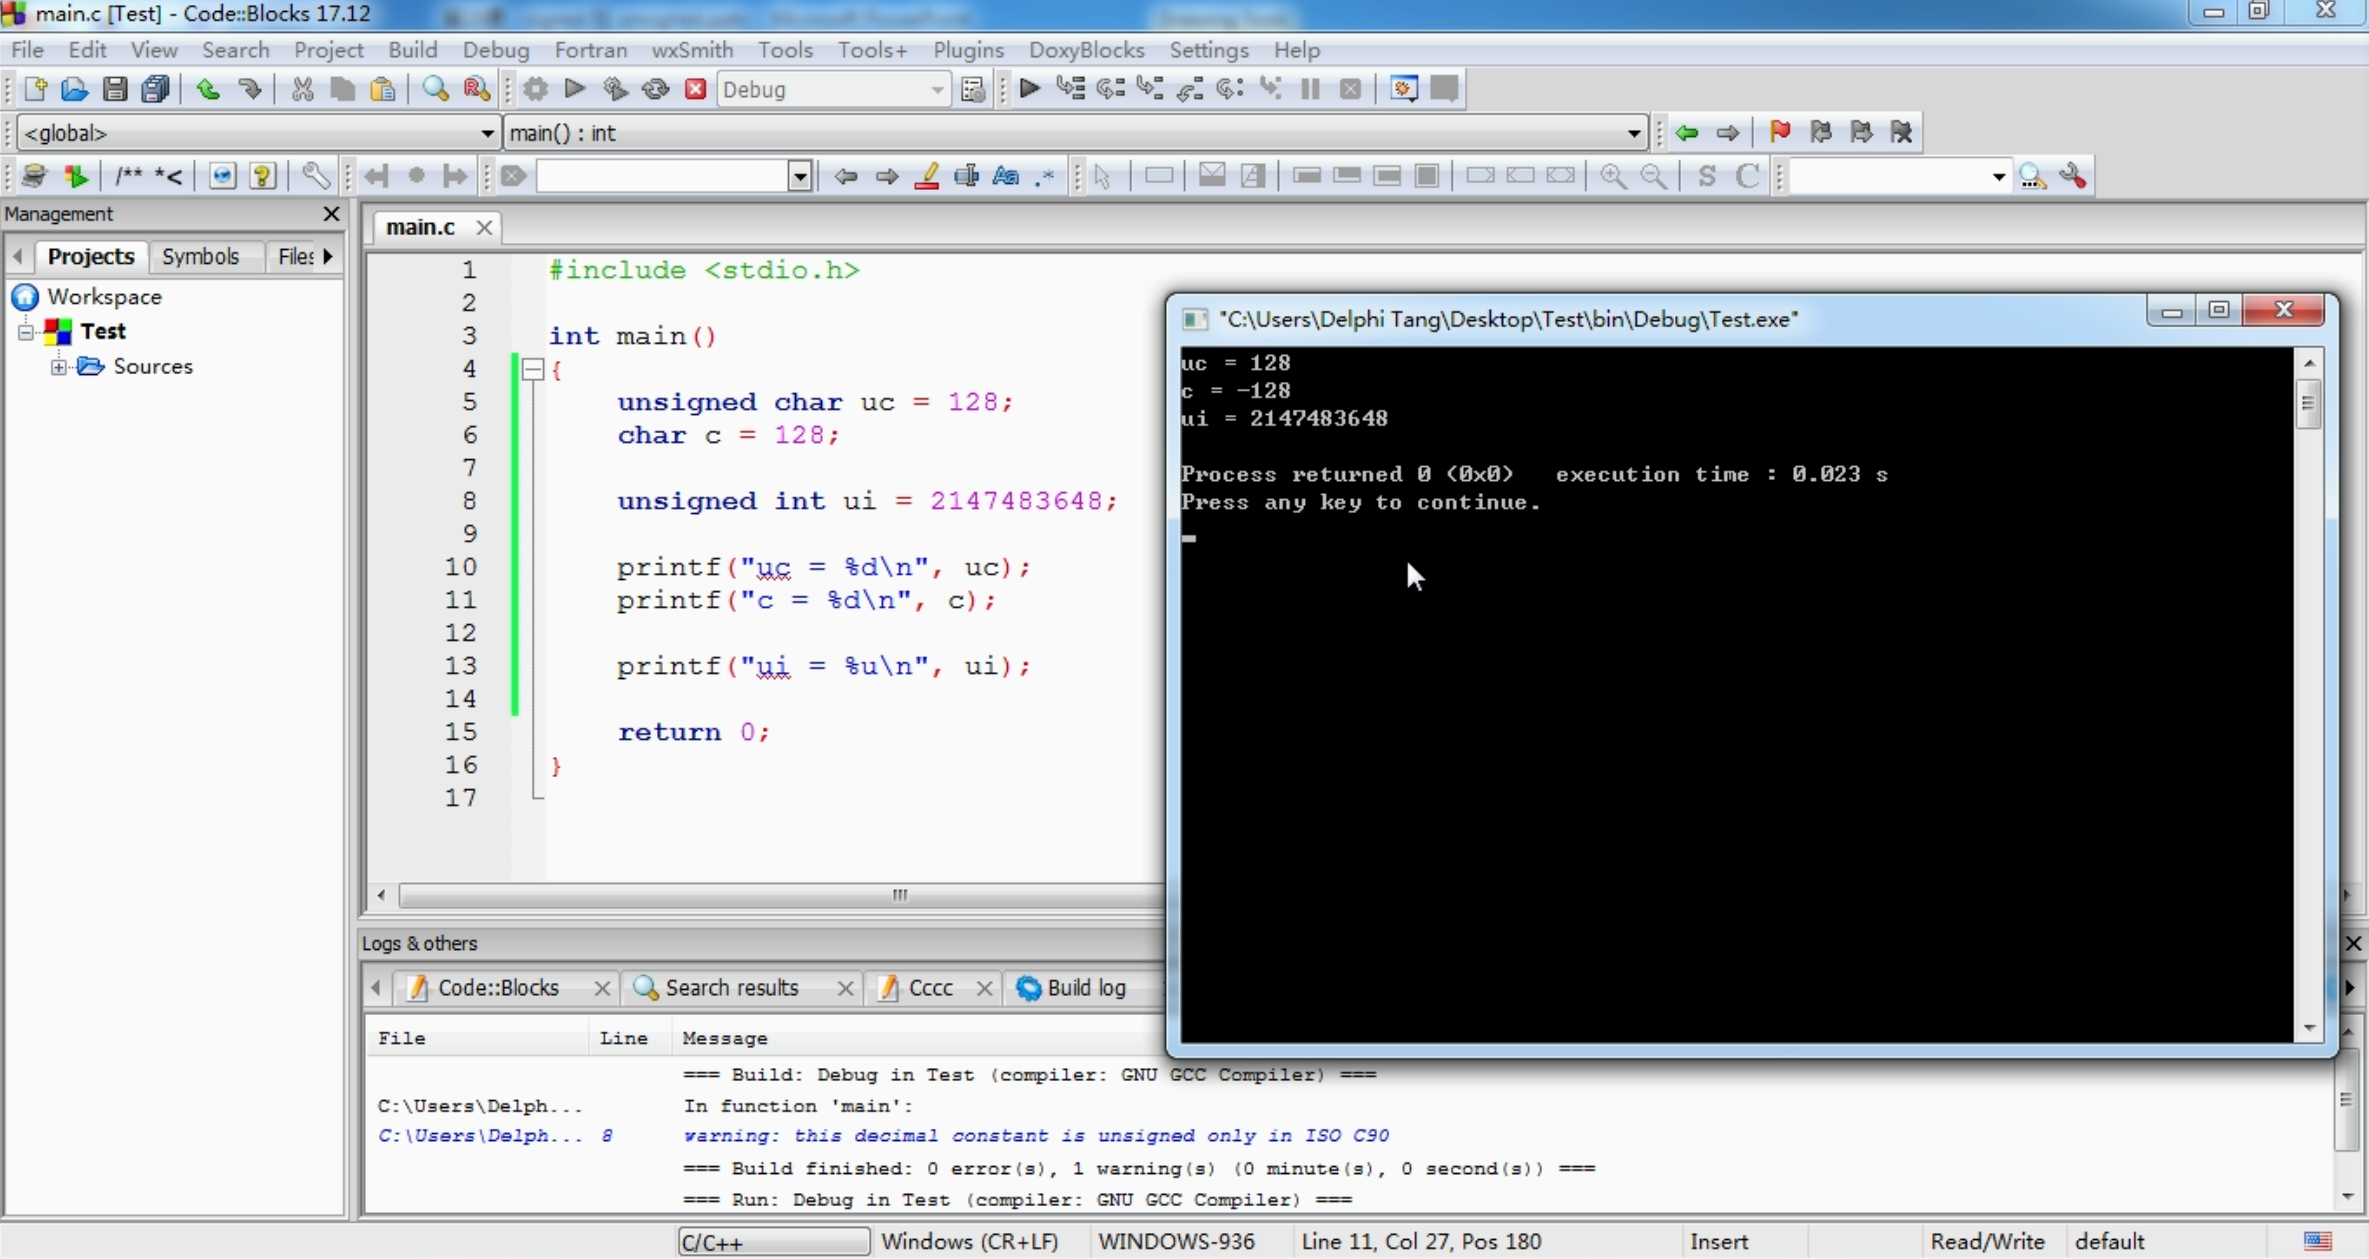 main.c [Test] - Code::Blocks 17.12
File Edit View Search Project Build Debug Fortran wxSmith Tools Tools+ Plugins DoxyBlocks Settings Help
Debug
<global> main() : int
/** *<
S C
Management
Projects Symbols Files
Workspace
Test
Sources
main.c
1 #include <stdio.h>
2
3 int main()
4 {
5 unsigned char uc = 128;
6 char c = 128;
7
8 unsigned int ui = 2147483648;
9
10 printf("uc = %d\n", uc);
11 printf("c = %d\n", c);
12
13 printf("ui = %u\n", ui);
14
15 return 0;
16 }
17
"C:\Users\Delphi Tang\Desktop\Test\bin\Debug\Test.exe"
uc = 128
c = -128
ui = 2147483648
Process returned 0 (0x0) execution time : 0.023 s
Press any key to continue.
Logs & others
Code::Blocks Search results Cccc Build log
File Line Message
=== Build: Debug in Test (compiler: GNU GCC Compiler) ===
C:\Users\Delph... In function 'main':
C:\Users\Delph... 8 warning: this decimal constant is unsigned only in ISO C90
=== Build finished: 0 error(s), 1 warning(s) (0 minute(s), 0 second(s)) ===
=== Run: Debug in Test (compiler: GNU GCC Compiler) ===
C/C++ Windows (CR+LF) WINDOWS-936 Line 11, Col 27, Pos 180 Insert Read/Write default